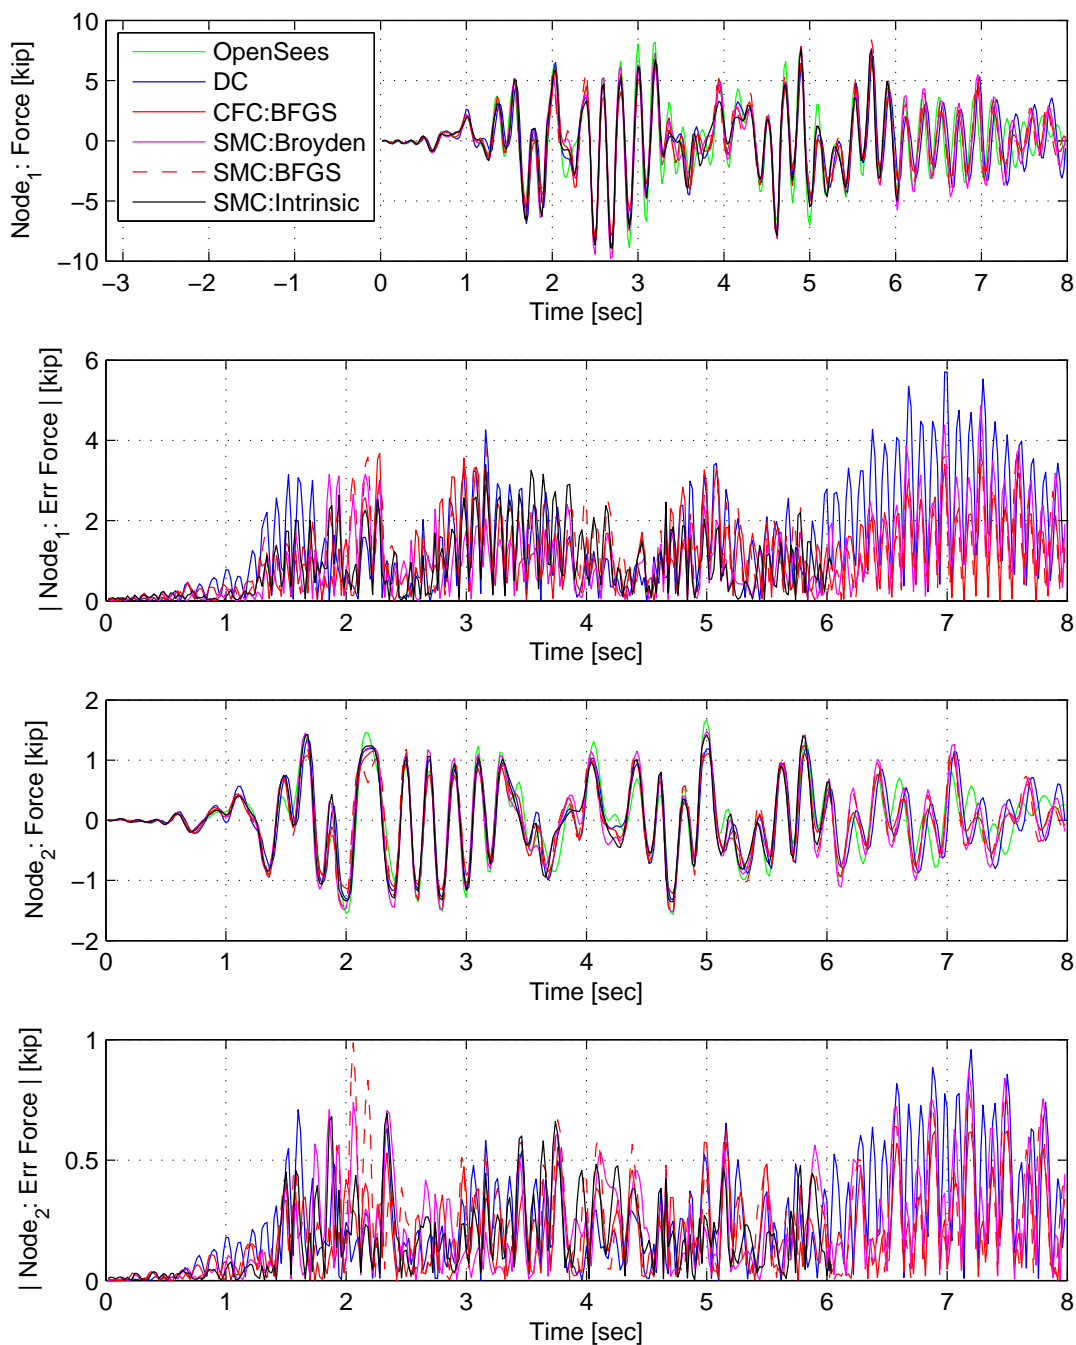 Node1: Force [kip]
10
5
0
−5
−10
OpenSees
DC
CFC:BFGS
SMC:Broyden
SMC:BFGS
SMC:Intrinsic
−3 −2 −1 0 1 2 3 4 5 6 7 8
Time [sec]
| Node1: Err Force | [kip]
6
4
2
0
0 1 2 3 4 5 6 7 8
Time [sec]
Node2: Force [kip]
2
1
0
−1
−2
0 1 2 3 4 5 6 7 8
Time [sec]
| Node2: Err Force | [kip]
1
0.5
0
0 1 2 3 4 5 6 7 8
Time [sec]